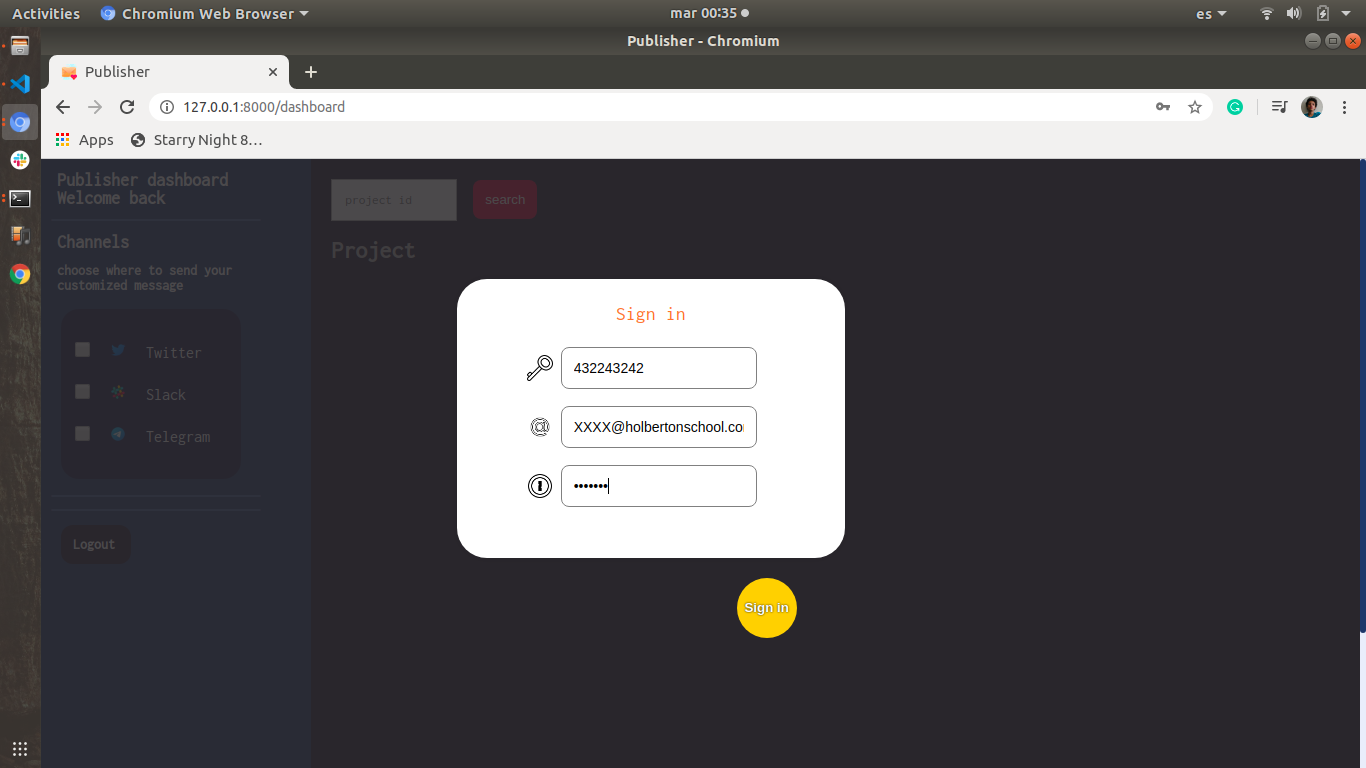 Activities
Chromium Web Browser
mar 00:35
es
Publisher - Chromium
Publisher
127.0.0.1:8000/dashboard
Apps
Starry Night 8…
Publisher dashboard
Welcome back
Channels
choose where to send your
customized message
Twitter
Slack
Telegram
Logout
project id
search
Project
Sign in
432243242
XXXX@holbertonschool.co
•••••••
Sign in